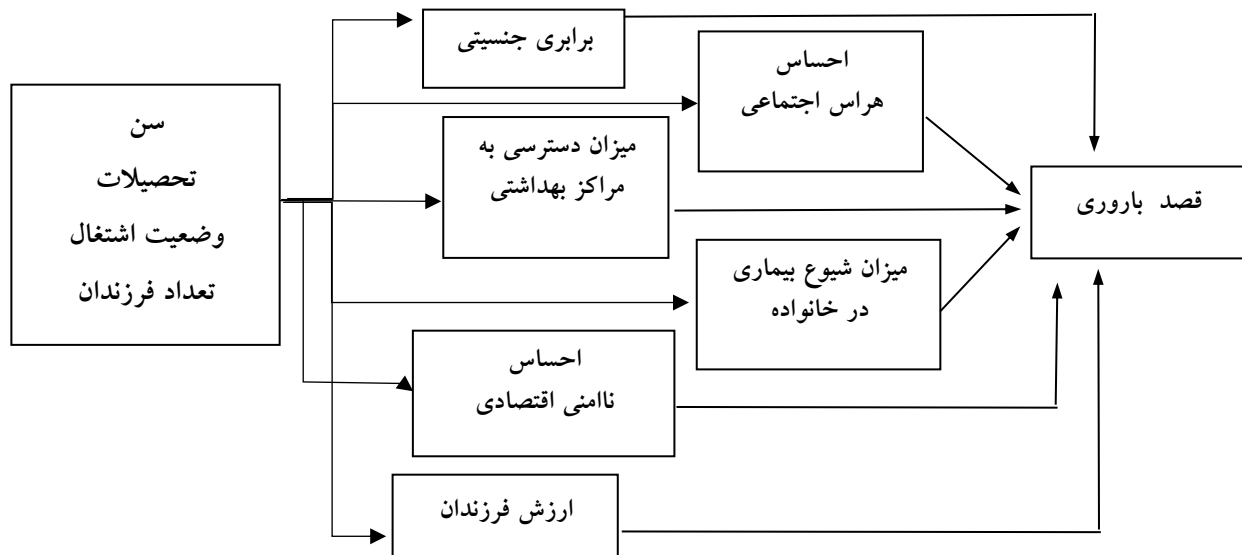 برابری جنسیتی
احساس
هراس اجتماعی
سن
تحصیلات
وضعیت اشتغال
تعداد فرزندان
میزان دسترسی به
مراکز بهداشتی
قصد باروری
میزان شیوع بیماری
در خانواده
احساس
ناامنی اقتصادی
ارزش فرزندان